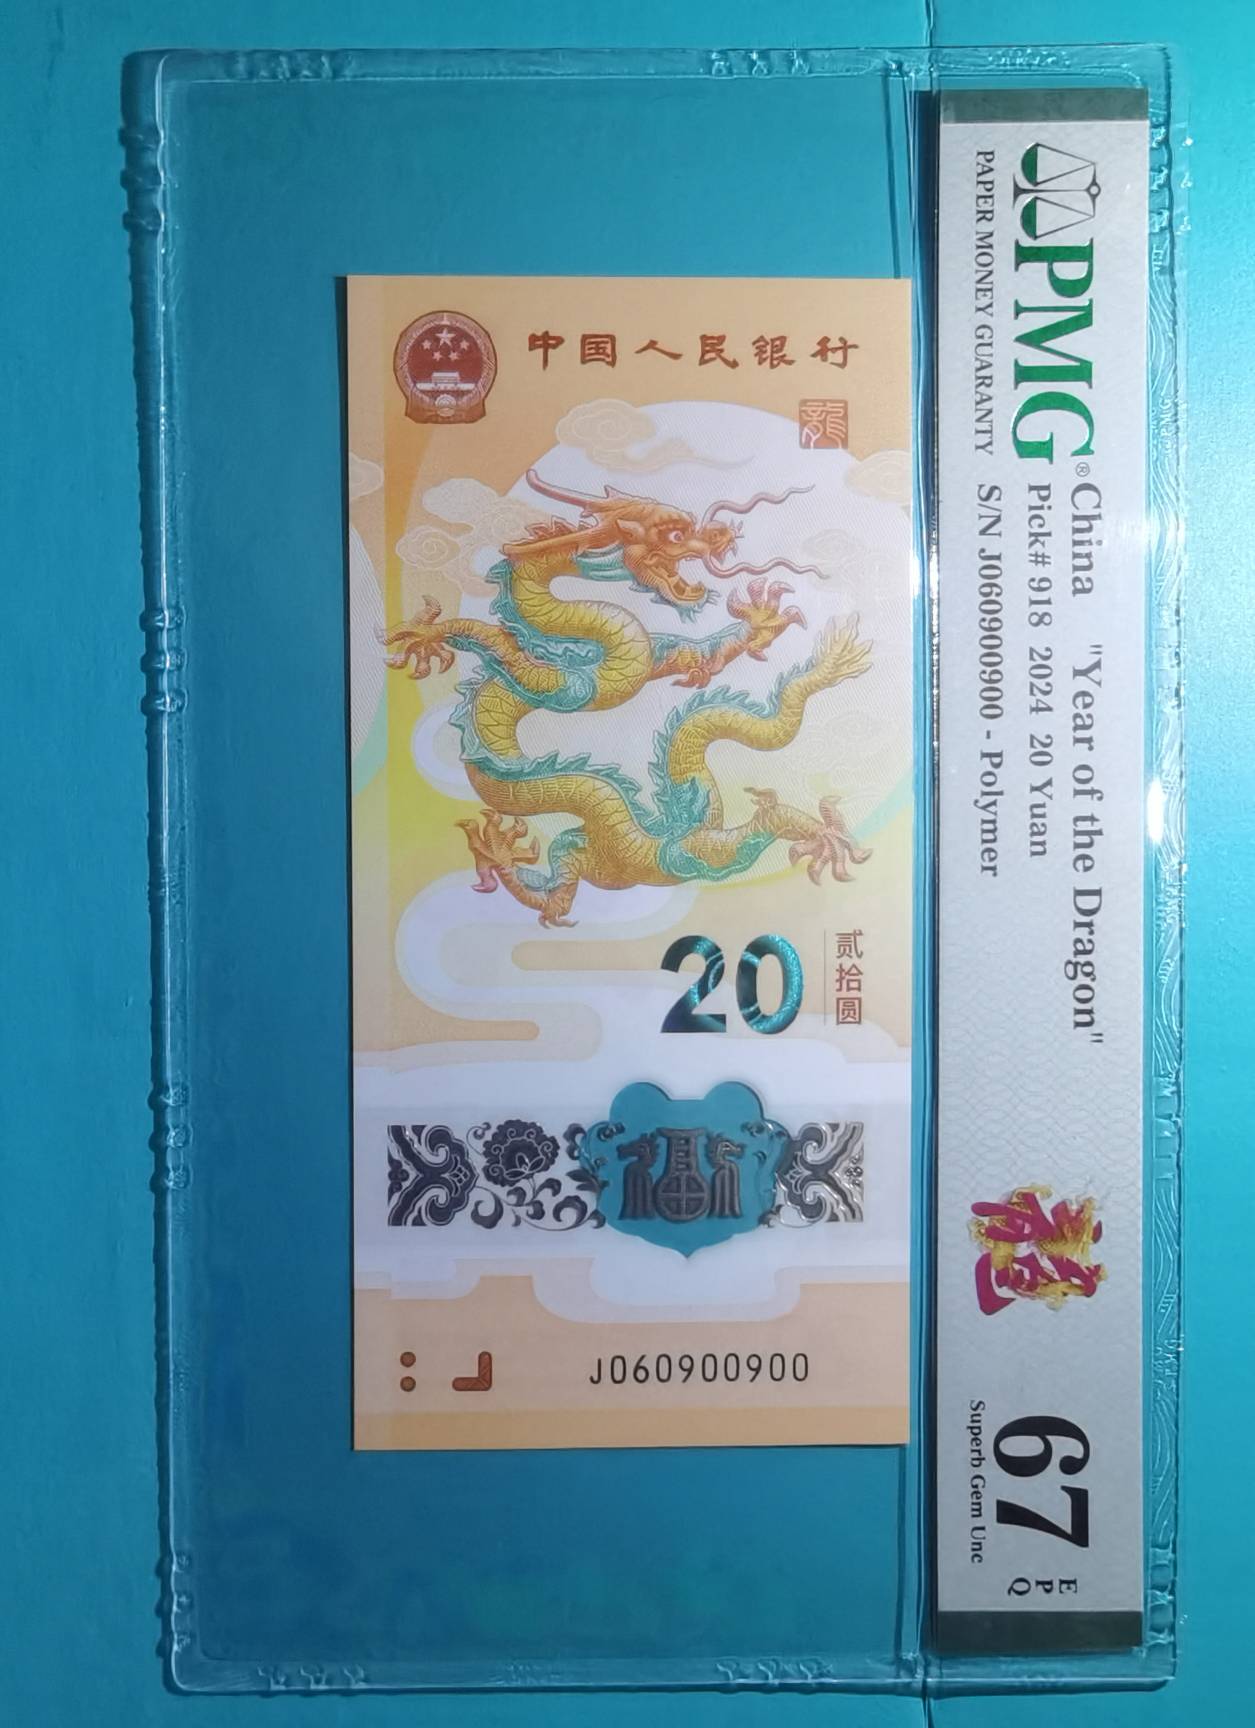 中国人民银行
龍
20
贰拾圆
J060900900
PMG®
PAPER MONEY GUARANTY
China "Year of the Dragon"
Pick# 918 2024 20 Yuan
S/N J060900900 - Polymer
67
EPQ
Superb Gem Unc